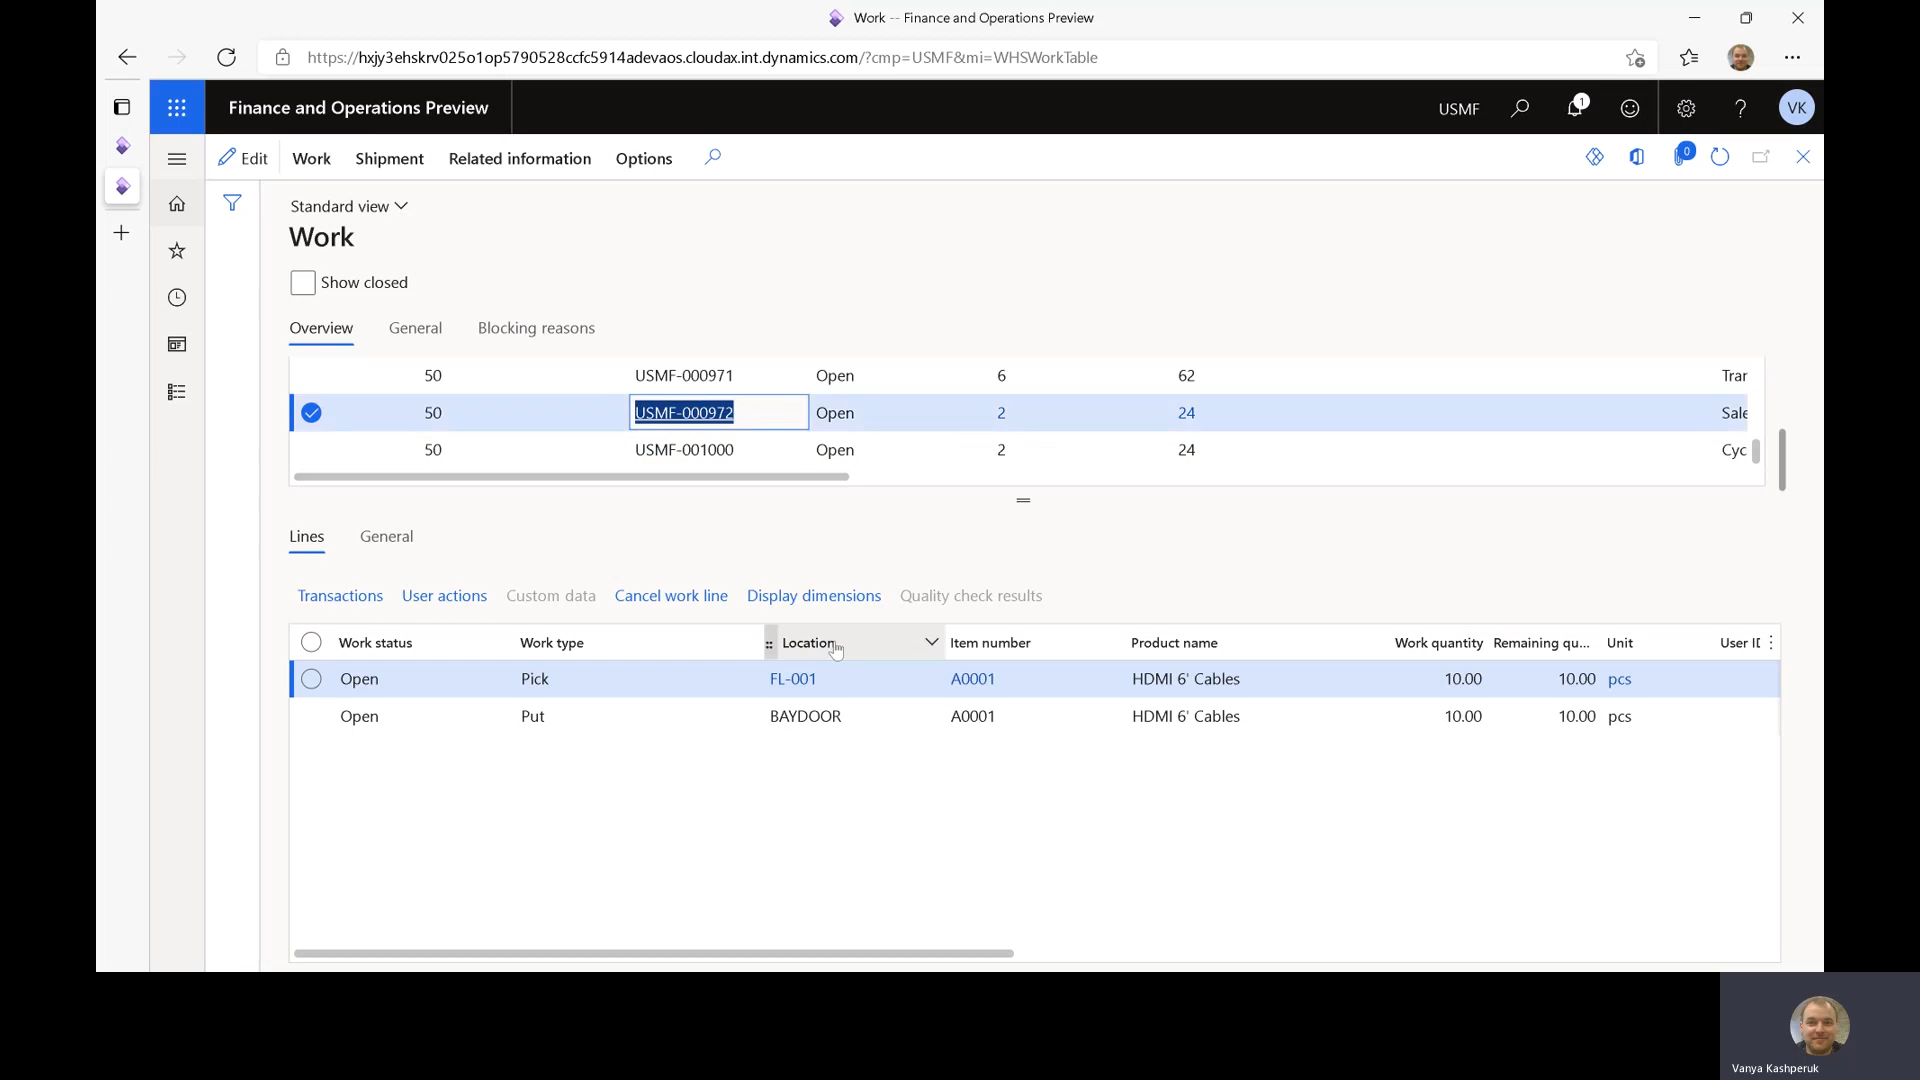 Work -- Finance and Operations Preview
https://hxjy3ehskrv025o1op5790528ccfc5914adevaos.cloudax.int.dynamics.com/?cmp=USMF&mi=WHSWorkTable
Finance and Operations Preview
USMF
1
VK
Edit
Work
Shipment
Related information
Options
0
Standard view
Work
Show closed
Overview
General
Blocking reasons
50 USMF-000971 Open 6 62 Tran
50 USMF-000972 Open 2 24 Sale
50 USMF-001000 Open 2 24 Cyc
Lines
General
Transactions
User actions
Custom data
Cancel work line
Display dimensions
Quality check results
Work status Work type Location Item number Product name Work quantity Remaining qu... Unit User ID
Open Pick FL-001 A0001 HDMI 6' Cables 10.00 10.00 pcs
Open Put BAYDOOR A0001 HDMI 6' Cables 10.00 10.00 pcs
Vanya Kashperuk